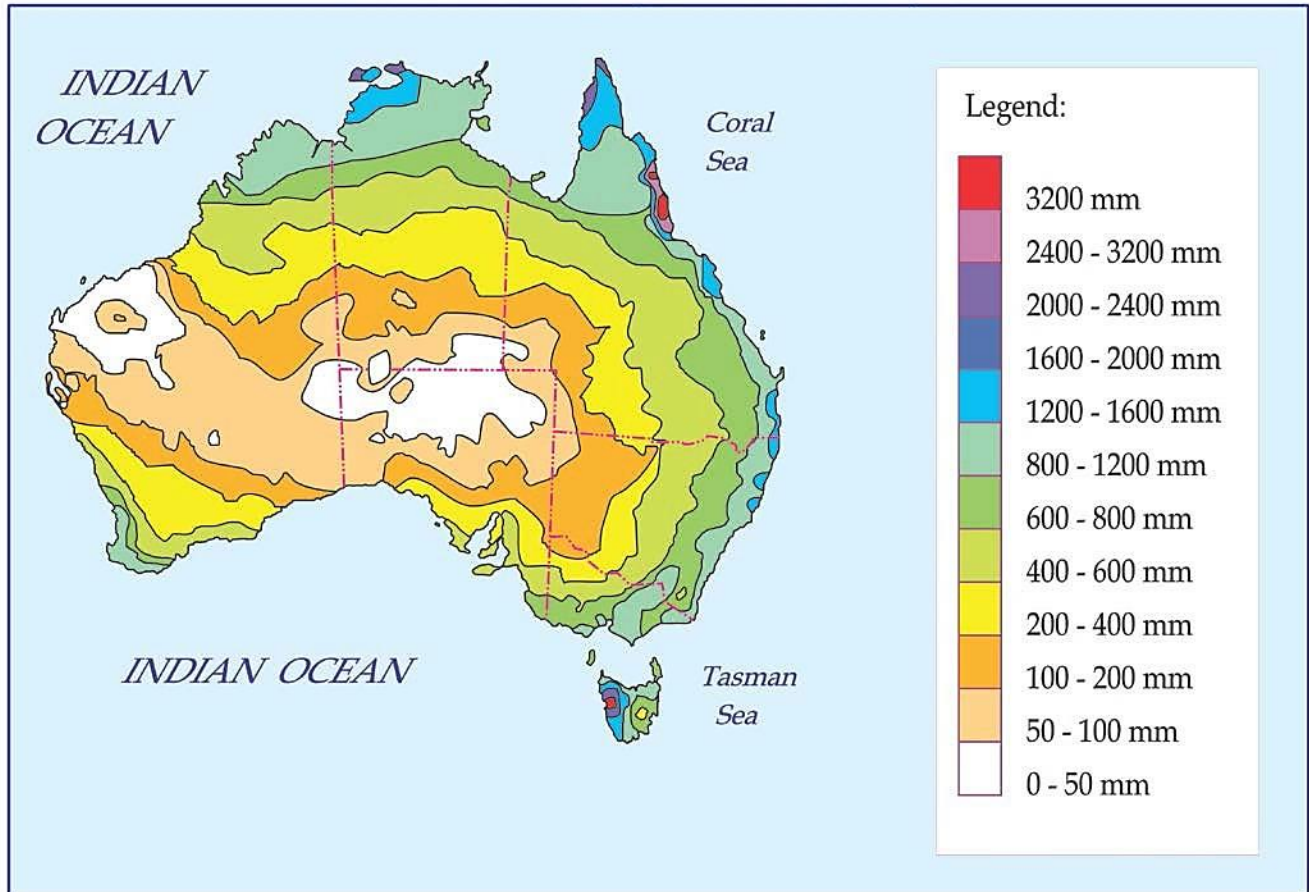 INDIAN
OCEAN
Coral
Sea
INDIAN OCEAN
Tasman
Sea
Legend:
3200 mm
2400 - 3200 mm
2000 - 2400 mm
1600 - 2000 mm
1200 - 1600 mm
800 - 1200 mm
600 - 800 mm
400 - 600 mm
200 - 400 mm
100 - 200 mm
50 - 100 mm
0 - 50 mm